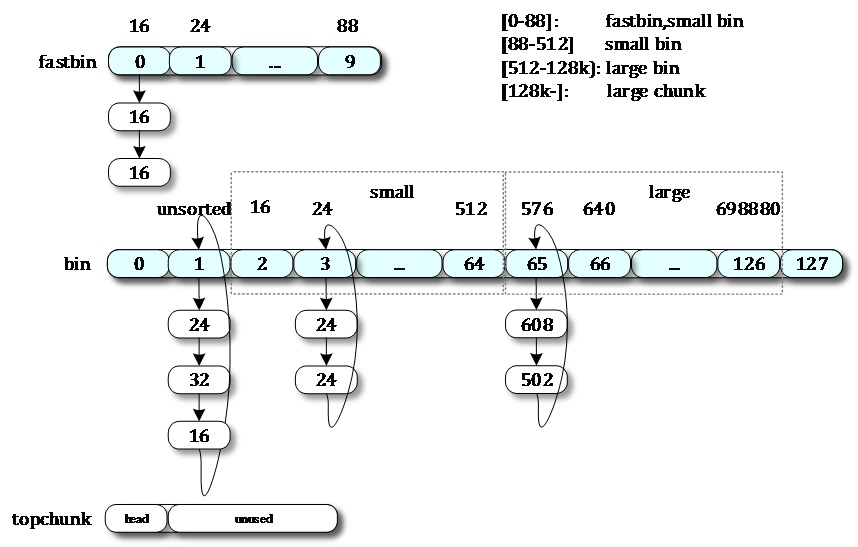 16 24 88
fastbin 0 1 ... 9
16
16
[0-88]: fastbin,small bin
[88-512] small bin
[512-128k): large bin
[128k-]: large chunk
small large
unsorted 16 24 512 576 640 698880
bin 0 1 2 3 ... 64 65 66 ... 126 127
24 24 608
32 24 502
16
topchunk head unused